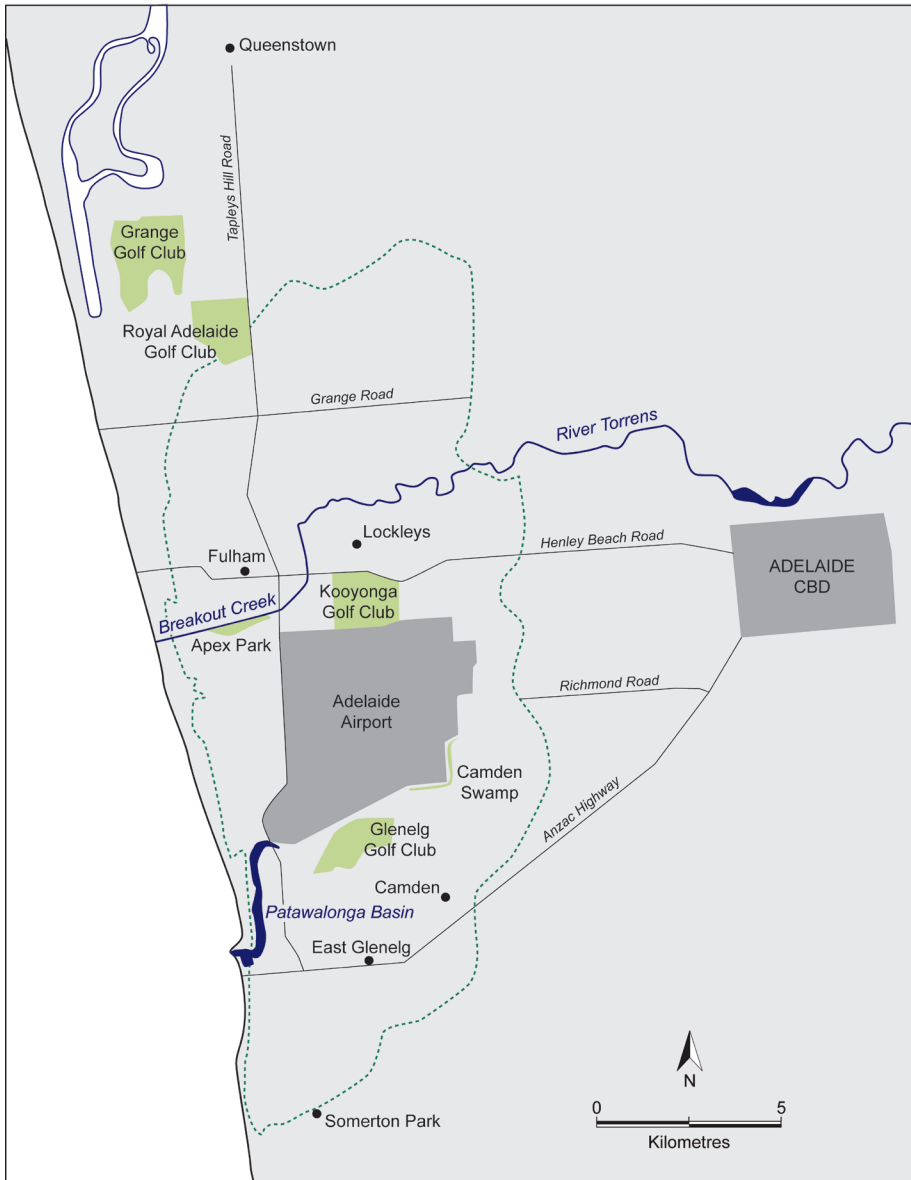 Queenstown
Tapleys Hill Road
Grange
Golf Club
Royal Adelaide
Golf Club
Grange Road
River Torrens
Lockleys
Henley Beach Road
Fulham
ADELAIDE
CBD
Kooyonga
Golf Club
Breakout Creek
Apex Park
Richmond Road
Adelaide
Airport
Camden
Swamp
Anzac Highway
Glenelg
Golf Club
Camden
Patawalonga Basin
East Glenelg
N
0
5
Kilometres
Somerton Park